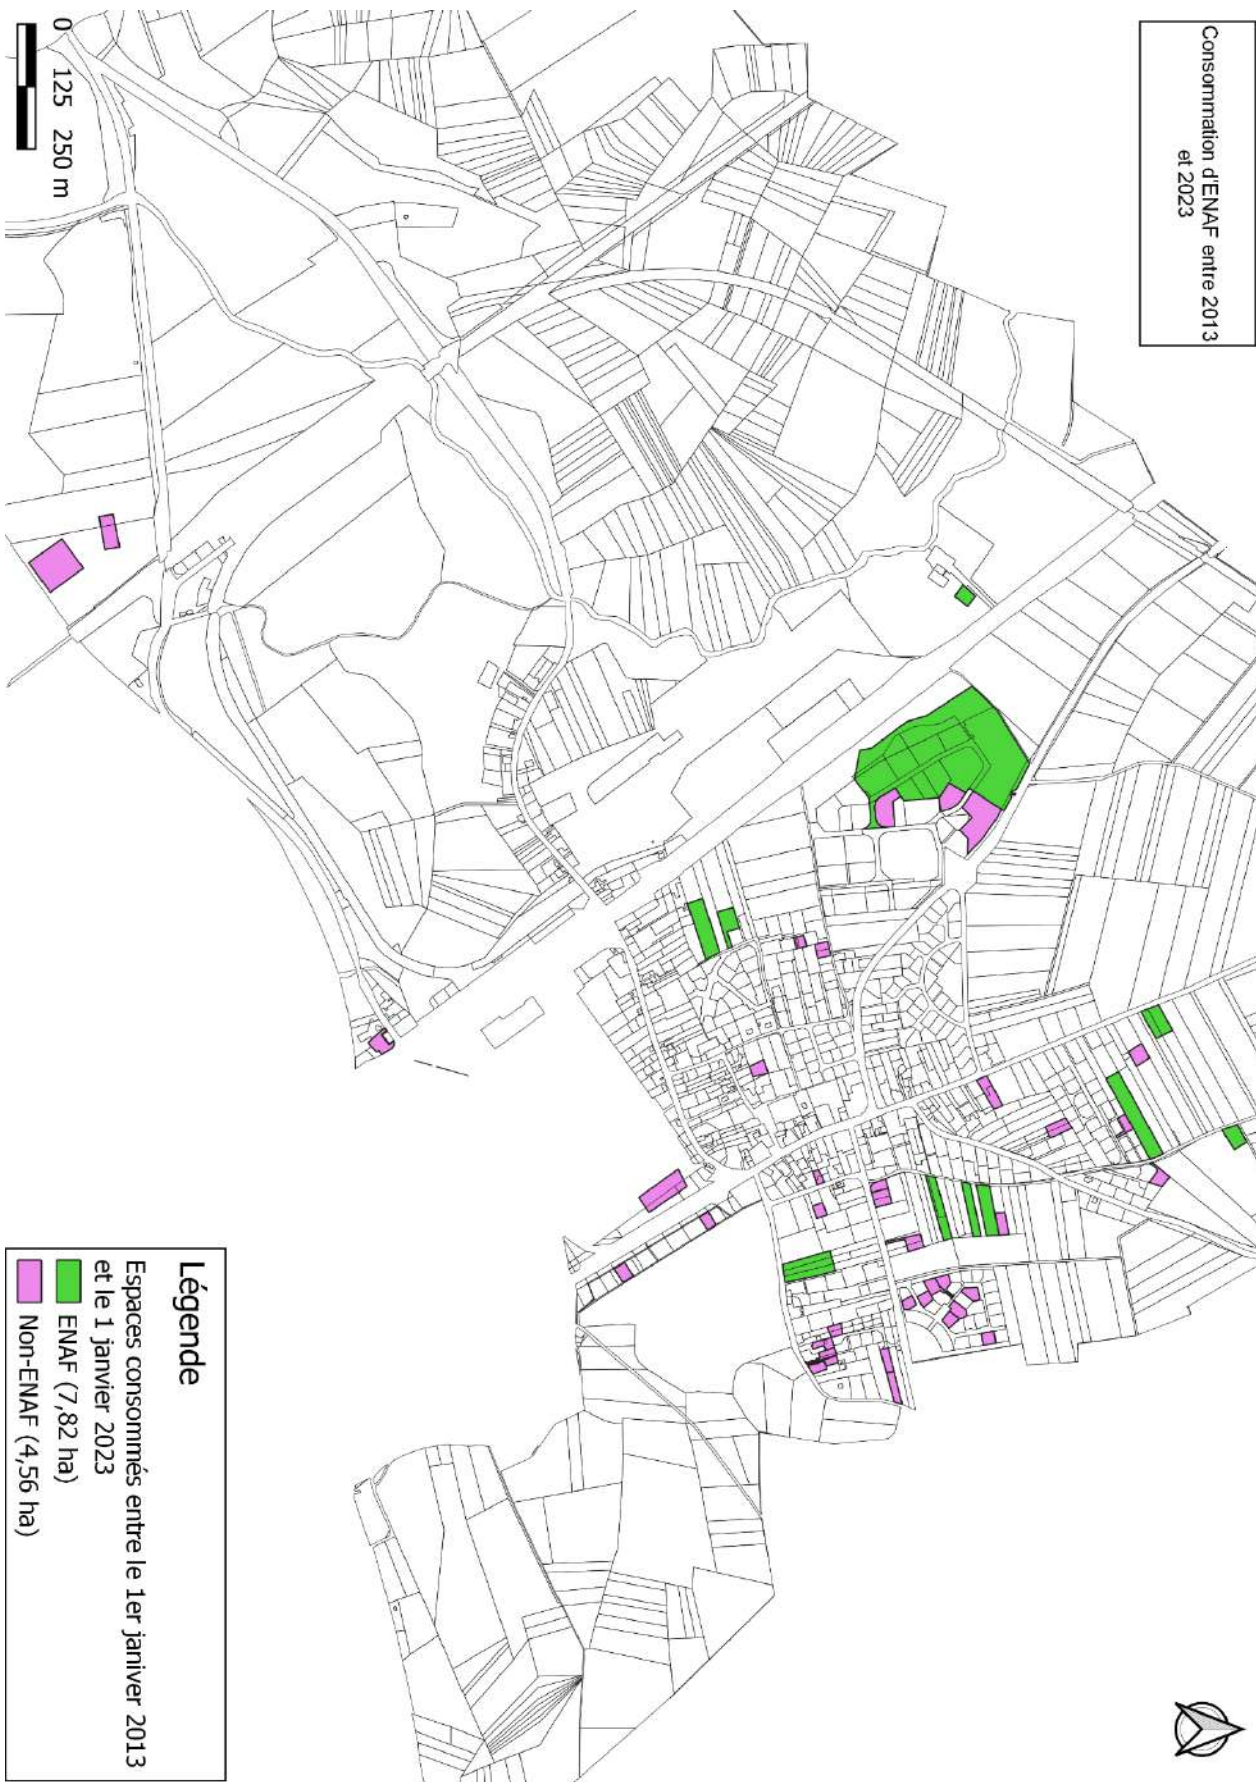 Consommation d'ENAF entre 2013
et 2023
0 125 250 m
Légende
Espaces consommés entre le 1er janiver 2013
et le 1 janvier 2023
ENAF (7,82 ha)
Non-ENAF (4,56 ha)